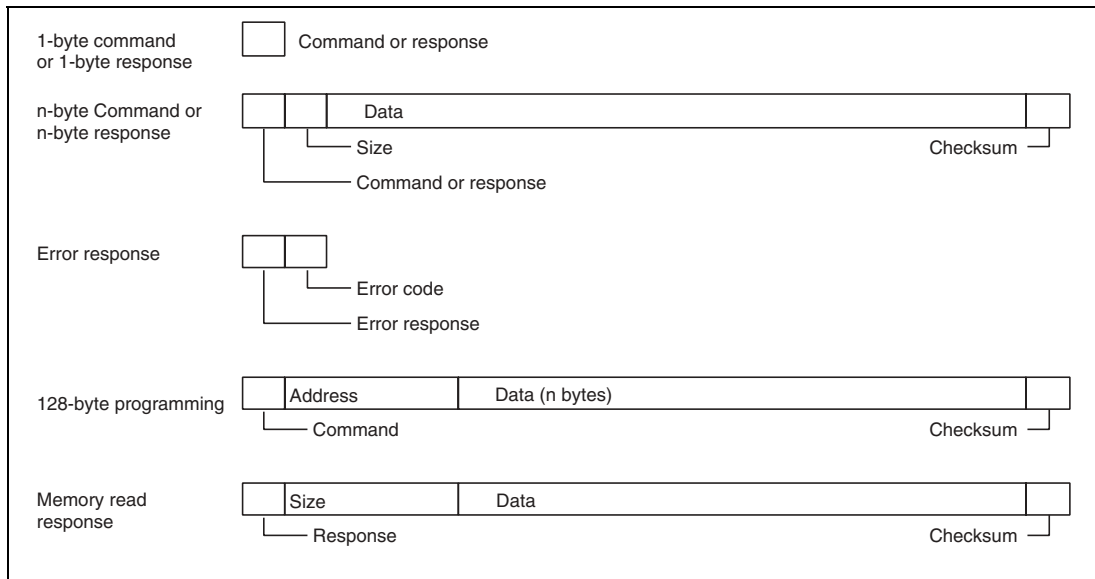 1-byte command
or 1-byte response
Command or response
n-byte Command or
n-byte response
Data
Size
Checksum
Command or response
Error response
Error code
Error response
128-byte programming
Address
Data (n bytes)
Command
Checksum
Memory read
response
Size
Data
Response
Checksum